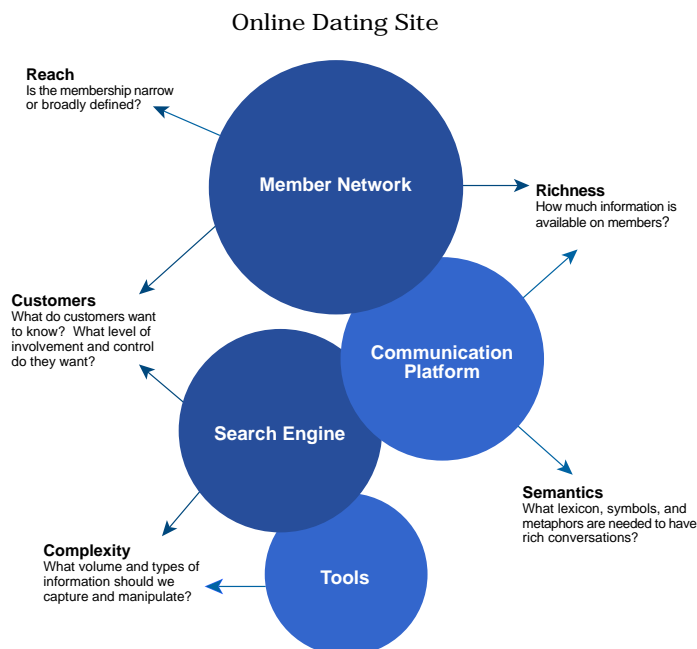 Online Dating Site
Reach
Is the membership narrow
or broadly defined?
Member Network
Richness
How much information is
available on members?
Customers
What do customers want
to know?  What level of
involvement and control
do they want?
Communication
Platform
Search Engine
Semantics
What lexicon, symbols, and
metaphors are needed to have
rich conversations?
Complexity
What volume and types of
information should we
capture and manipulate?
Tools